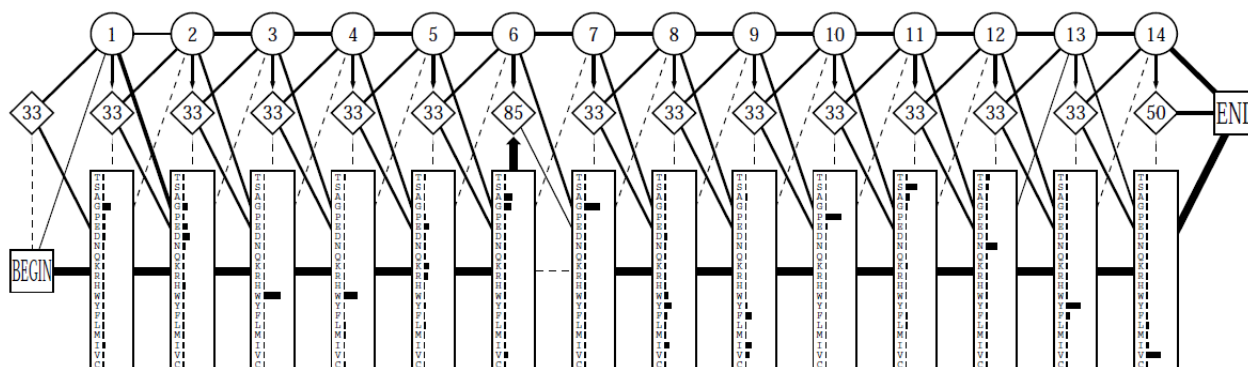 1 2 3 4 5 6 7 8 9 10 11 12 13 14
33 33 33 33 33 33 85 33 33 33 33 33 33 33 50 END
T T T T T T T T T T T T T T
S S S S S S S S S S S S S S
A A A A A A A A A A A A A A
G G G G G G G G G G G G G G
P P P P P P P P P P P P P P
E E E E E E E E E E E E E E
D D D D D D D D D D D D D D
N N N N N N N N N N N N N N
Q Q Q Q Q Q Q Q Q Q Q Q Q Q
BEGIN K K K K K K K K K K K K K K
R R R R R R R R R R R R R R
H H H H H H H H H H H H H H
W W W W W W W W W W W W W W
Y Y Y Y Y Y Y Y Y Y Y Y Y Y
F F F F F F F F F F F F F F
L L L L L L L L L L L L L L
M M M M M M M M M M M M M M
I I I I I I I I I I I I I I
V V V V V V V V V V V V V V
C C C C C C C C C C C C C C